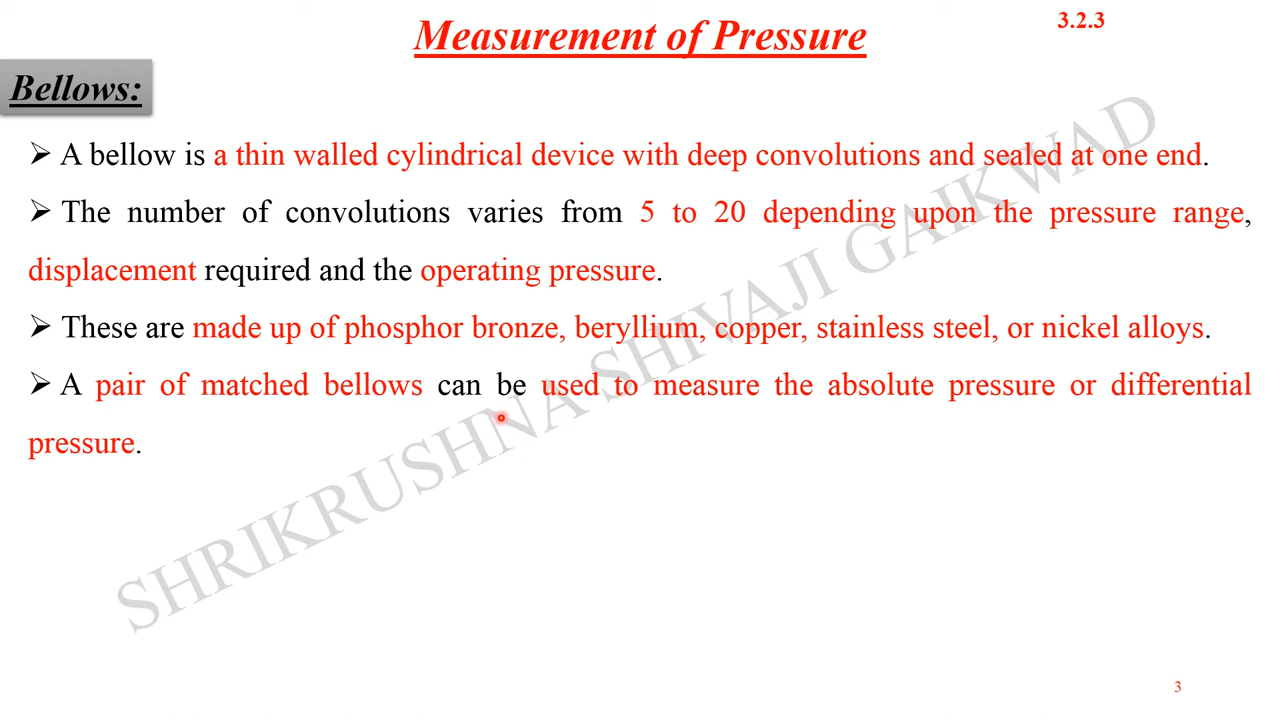 Measurement of Pressure
3.2.3
Bellows:
➢ A bellow is a thin walled cylindrical device with deep convolutions and sealed at one end.
➢ The number of convolutions varies from 5 to 20 depending upon the pressure range,
displacement required and the operating pressure.
➢ These are made up of phosphor bronze, beryllium, copper, stainless steel, or nickel alloys.
➢ A pair of matched bellows can be used to measure the absolute pressure or differential
pressure.
SHRIKRUSHNA SHIVAJI GAIKWAD
3